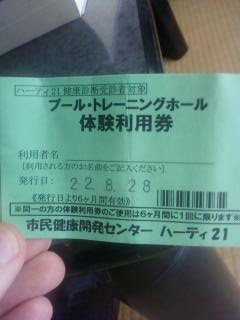 ハーティ21健康診断受診者対象
プール・トレーニングホール
体験利用券
利用者名
[利用される方のお名前をご記入ください]
発行日: 22.8.28
《発行日より6ヶ月間有効》
※同一の方の体験利用券のご使用は6ヶ月間に1回に限ります※
市民健康開発センター ハーティ21